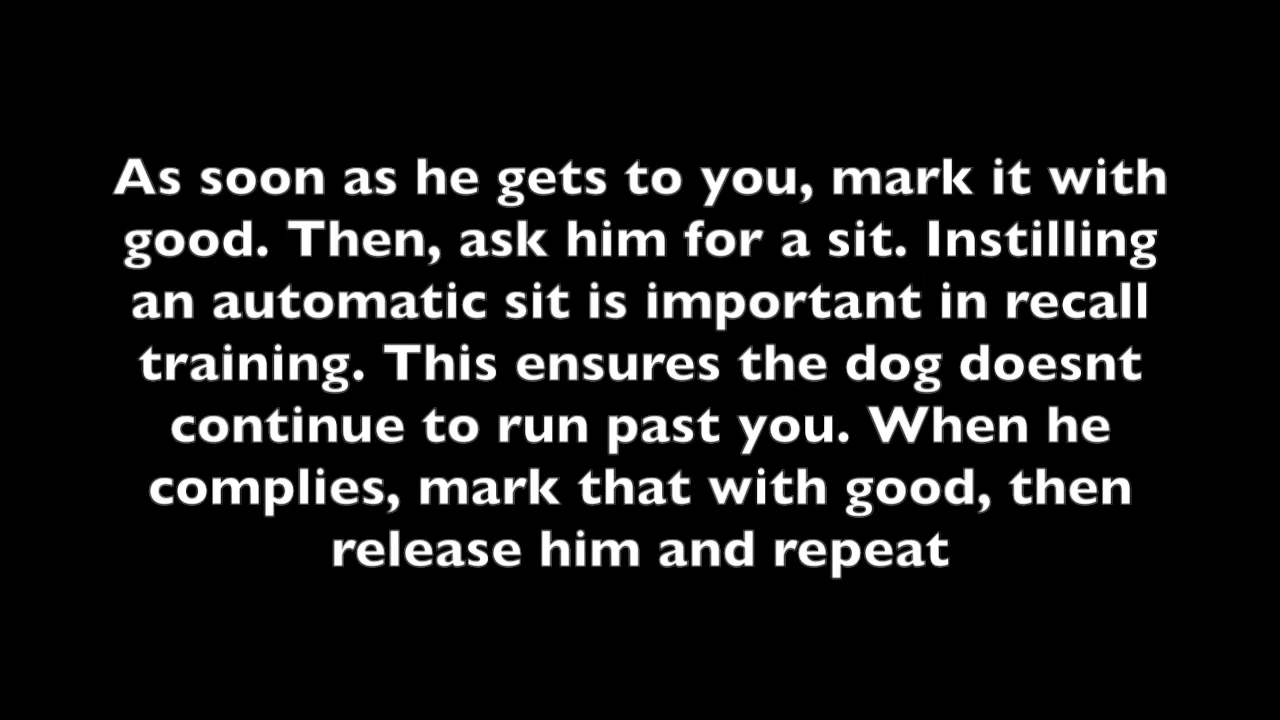 As soon as he gets to you, mark it with
good. Then, ask him for a sit. Instilling
an automatic sit is important in recall
training. This ensures the dog doesnt
continue to run past you. When he
complies, mark that with good, then
release him and repeat